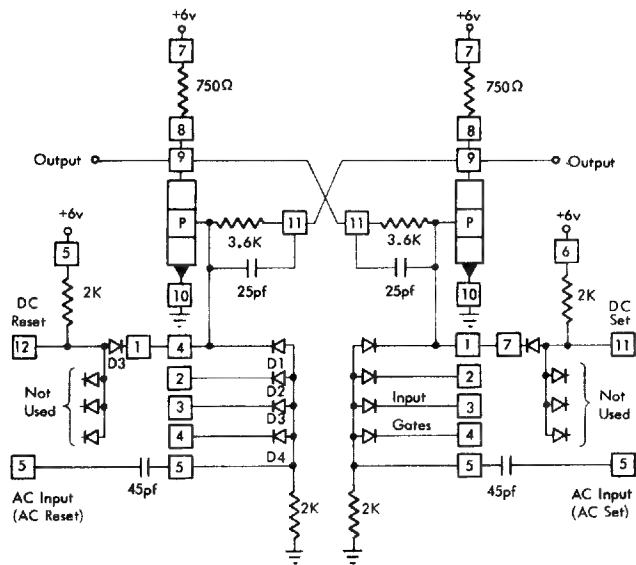 +6v +6v
7 7
750Ω 750Ω
8 8
Output 9 9 Output
P 11 11 P
+6v 3.6K 3.6K +6v
5 6
25pf 25pf
10 10
2K 2K
DC Reset
DC Set
12 D3 1 4 1 7 11
D1
2 2
D2
Not Used
3 Input 3
Not Used
D3
4 Gates 4
5 5 5 5
D4
45pf 45pf
AC Input
(AC Reset)
2K 2K
AC Input
(AC Set)